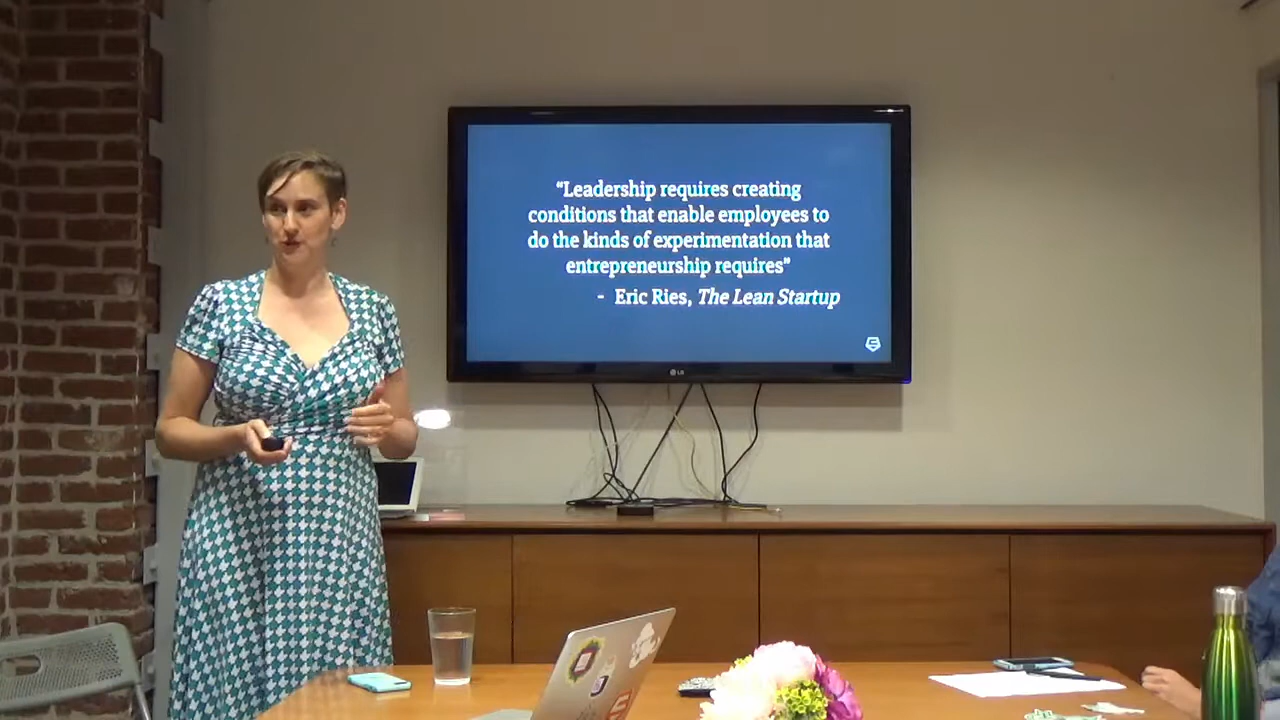 “Leadership requires creating
conditions that enable employees to
do the kinds of experimentation that
entrepreneurship requires”
- Eric Ries, The Lean Startup
LG